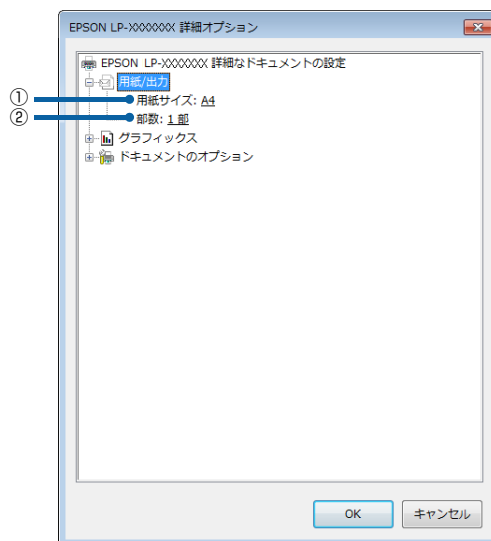 EPSON LP-XXXXXXX 詳細オプション
EPSON LP-XXXXXXX 詳細なドキュメントの設定
用紙/出力
① 用紙サイズ: A4
② 部数: 1 部
グラフィックス
ドキュメントのオプション
OK キャンセル